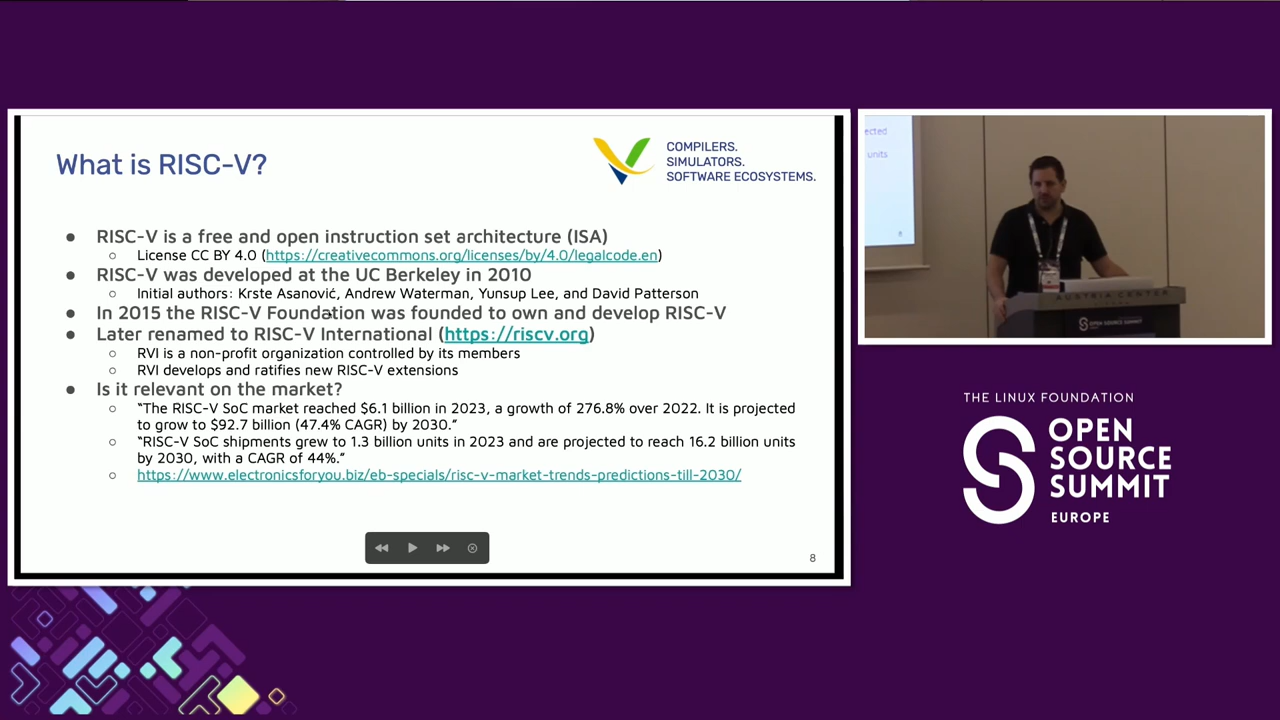 What is RISC-V?
COMPILERS.
SIMULATORS.
SOFTWARE ECOSYSTEMS.
● RISC-V is a free and open instruction set architecture (ISA)
○ License CC BY 4.0 (https://creativecommons.org/licenses/by/4.0/legalcode.en)
● RISC-V was developed at the UC Berkeley in 2010
○ Initial authors: Krste Asanović, Andrew Waterman, Yunsup Lee, and David Patterson
● In 2015 the RISC-V Foundation was founded to own and develop RISC-V
● Later renamed to RISC-V International (https://riscv.org)
○ RVI is a non-profit organization controlled by its members
○ RVI develops and ratifies new RISC-V extensions
● Is it relevant on the market?
○ “The RISC-V SoC market reached $6.1 billion in 2023, a growth of 276.8% over 2022. It is projected
to grow to $92.7 billion (47.4% CAGR) by 2030.”
○ “RISC-V SoC shipments grew to 1.3 billion units in 2023 and are projected to reach 16.2 billion units
by 2030, with a CAGR of 44%.”
○ https://www.electronicsforyou.biz/eb-specials/risc-v-market-trends-predictions-till-2030/
8
ected
units
8
AUSTRIA CENTER
OPEN SOURCE SUMMIT
THE LINUX FOUNDATION
OPEN
SOURCE
SUMMIT
EUROPE